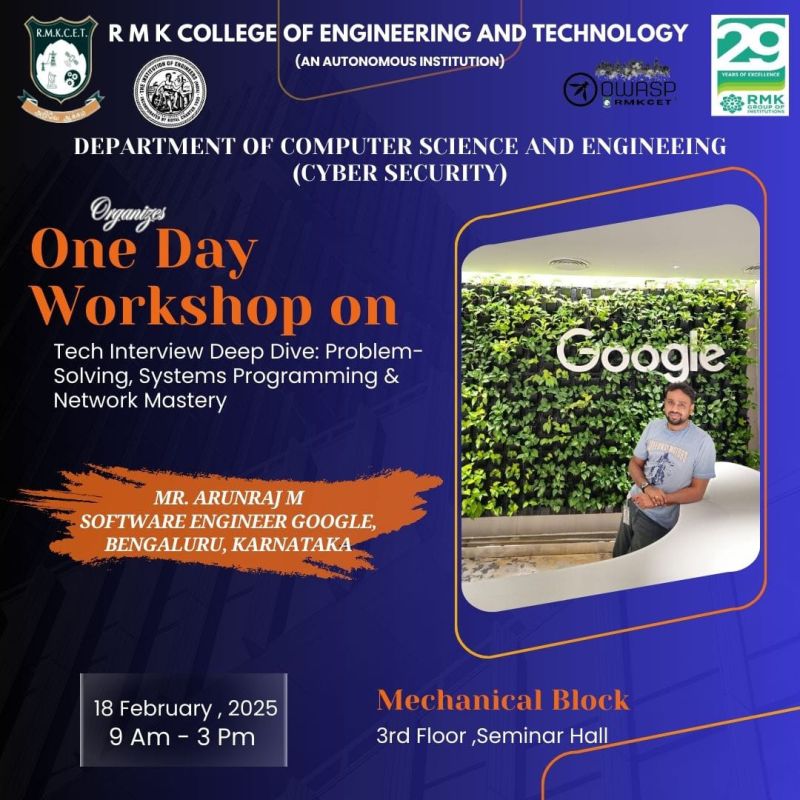 R.M.K.C.E.T.
R M K COLLEGE OF ENGINEERING AND TECHNOLOGY
(AN AUTONOMOUS INSTITUTION)
29
YEARS OF EXCELLENCE
RMK
GROUP OF
INSTITUTIONS
OWASP
RMKCET
DEPARTMENT OF COMPUTER SCIENCE AND ENGINEEING
(CYBER SECURITY)
Organizes
One Day
Workshop on
Tech Interview Deep Dive: Problem-
Solving, Systems Programming &
Network Mastery
Google
MR. ARUNRAJ M
SOFTWARE ENGINEER GOOGLE,
BENGALURU, KARNATAKA
18 February , 2025
9 Am - 3 Pm
Mechanical Block
3rd Floor ,Seminar Hall